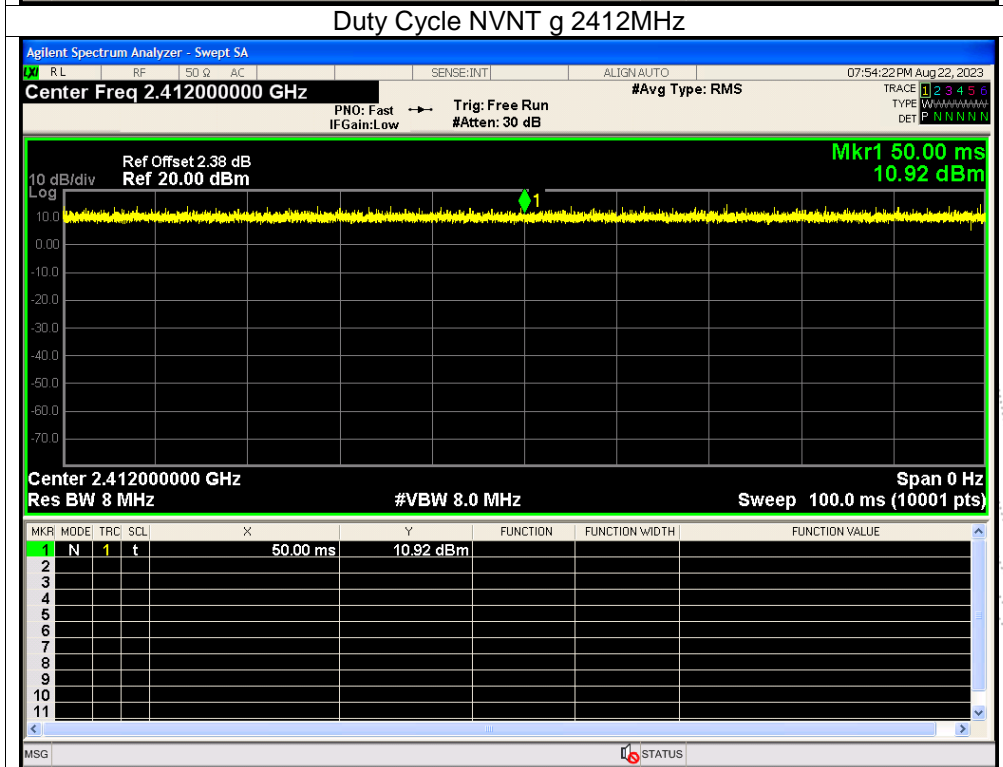 Duty Cycle NVNT g 2412MHz
Agilent Spectrum Analyzer - Swept SA
LXI RL RF 50 Ω AC SENSE:INT ALIGN AUTO 07:54:22 PM Aug 22, 2023
Center Freq 2.412000000 GHz #Avg Type: RMS TRACE 1 2 3 4 5 6
PNO: Fast Trig: Free Run TYPE W
IFGain:Low #Atten: 30 dB DET P N N N N N
Mkr1 50.00 ms
Ref Offset 2.38 dB
10 dB/div Ref 20.00 dBm 10.92 dBm
Log
1
10.0
0.00
-10.0
-20.0
-30.0
-40.0
-50.0
-60.0
-70.0
Center 2.412000000 GHz Span 0 Hz
Res BW 8 MHz #VBW 8.0 MHz Sweep 100.0 ms (10001 pts)
MKR MODE TRC SCL X Y FUNCTION FUNCTION WIDTH FUNCTION VALUE
1 N 1 t 50.00 ms 10.92 dBm
2
3
4
5
6
7
8
9
10
11
MSG STATUS